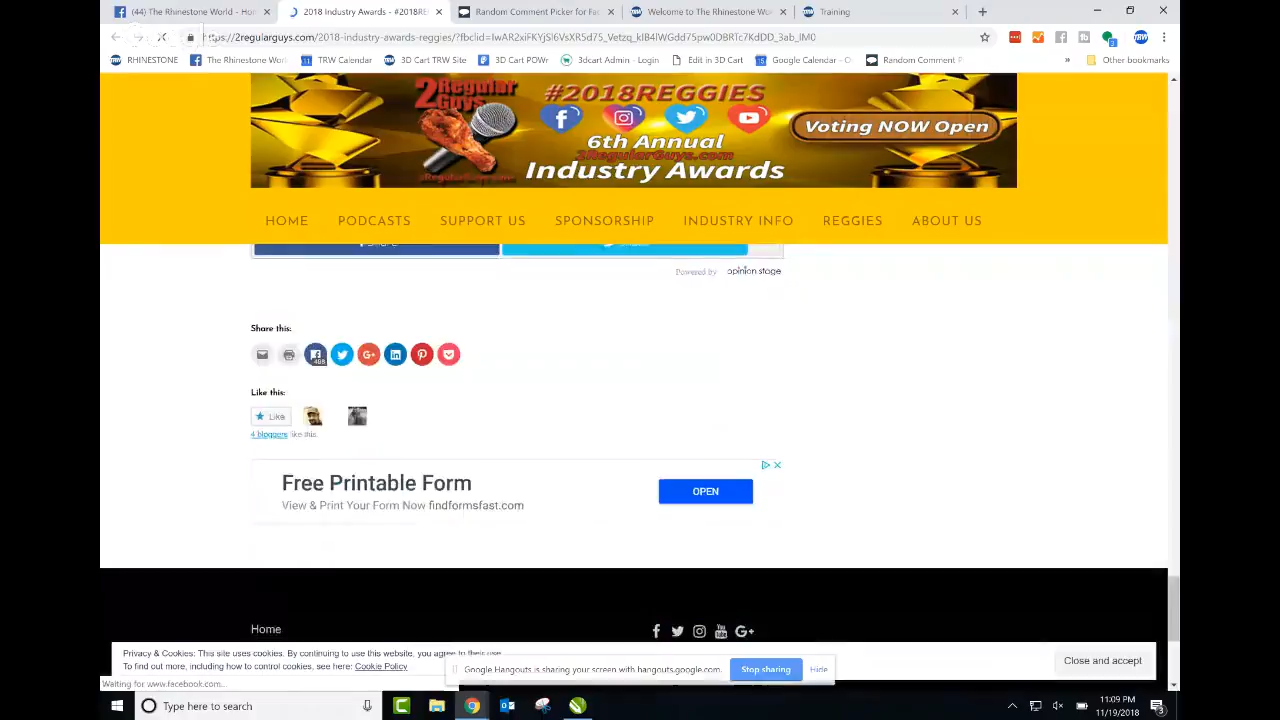 (44) The Rhinestone World - Ho
2018 Industry Awards - #2018RE
Random Comment Picker for Fac
Welcome to The Rhinestone Wo
Training
https://2regularguys.com/2018-industry-awards-reggies/?fbclid=
RHINESTONE
The Rhinestone Wor
TRW Calendar
3D Cart TRW Site
3D Cart POWr
3dcart Admin - Login
Edit in 3D Cart
Google Calendar - O
Random Comment P
»
Other bookmarks
2Regular Guys
#2018REGGIES
Voting NOW Open
6th Annual
2RegularGuys.com
Industry Awards
HOME
PODCASTS
SUPPORT US
SPONSORSHIP
INDUSTRY INFO
REGGIES
ABOUT US
Powered by opinion stage
Share this:
Like this:
Like
4 bloggers like this.
Free Printable Form
View & Print Your Form Now findformsfast.com
OPEN
Home
Privacy & Cookies: This site uses cookies. By continuing to use this website, you agree to their use.
To find out more, including how to control cookies, see here: Cookie Policy
Close and accept
Google Hangouts is sharing your screen with hangouts.google.com.
Stop sharing
Hide
Waiting for www.facebook.com...
Type here to search
11:09 PM
11/19/2018